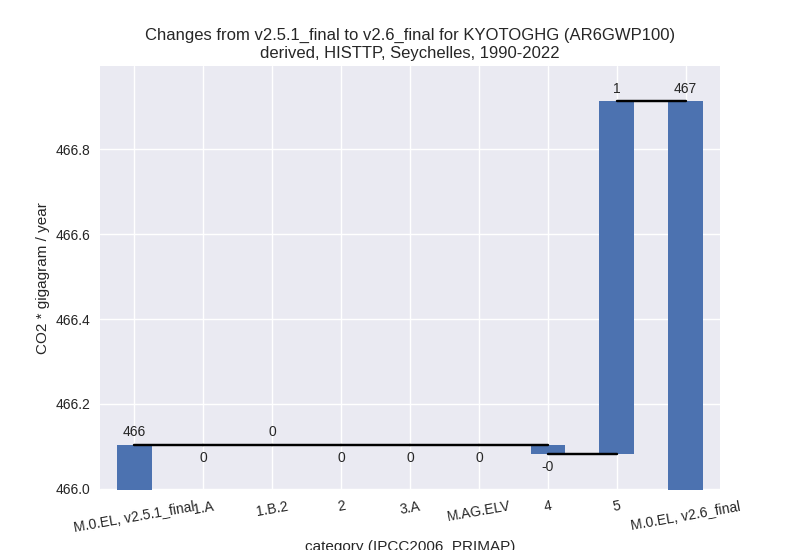 Changes from v2.5.1_final to v2.6_final for KYOTOGHG (AR6GWP100)
derived, HISTTP, Seychelles, 1990-2022
CO2 * gigagram / year
466.8
466.6
466.4
466.2
466.0
466
0
0
0
0
0
-0
1
467
M.0.EL, v2.5.1_final
1.A
1.B.2
2
3.A
M.AG.ELV
4
5
M.0.EL, v2.6_final
category (IPCC2006_PRIMAP)